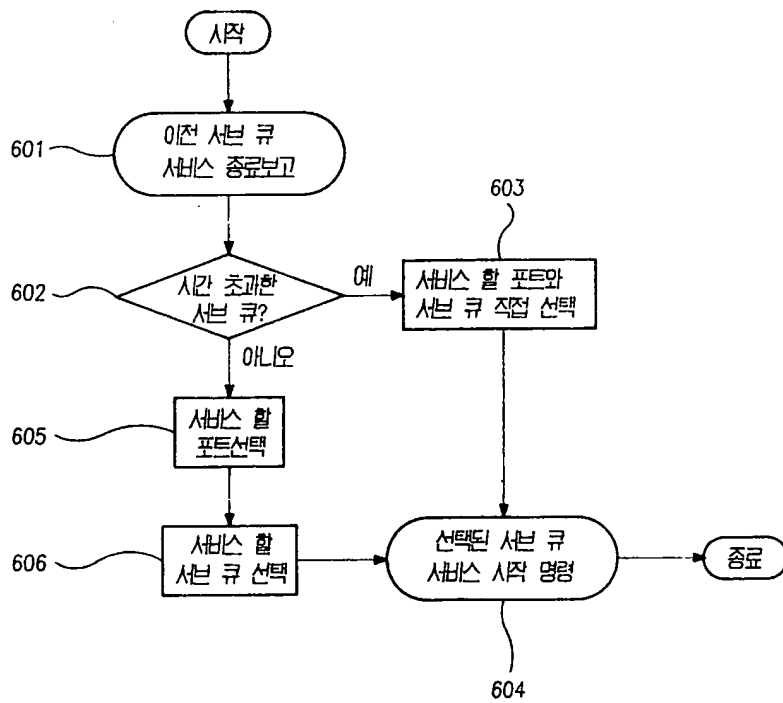 시작
601
이전 서브 큐
서비스 종료보고
602
시간 초과한
서브 큐?
예
603
서비스 할 포트와
서브 큐 직접 선택
아니오
605
서비스 할
포트선택
606
서비스 할
서브 큐 선택
선택된 서브 큐
서비스 시작 명령
604
종료